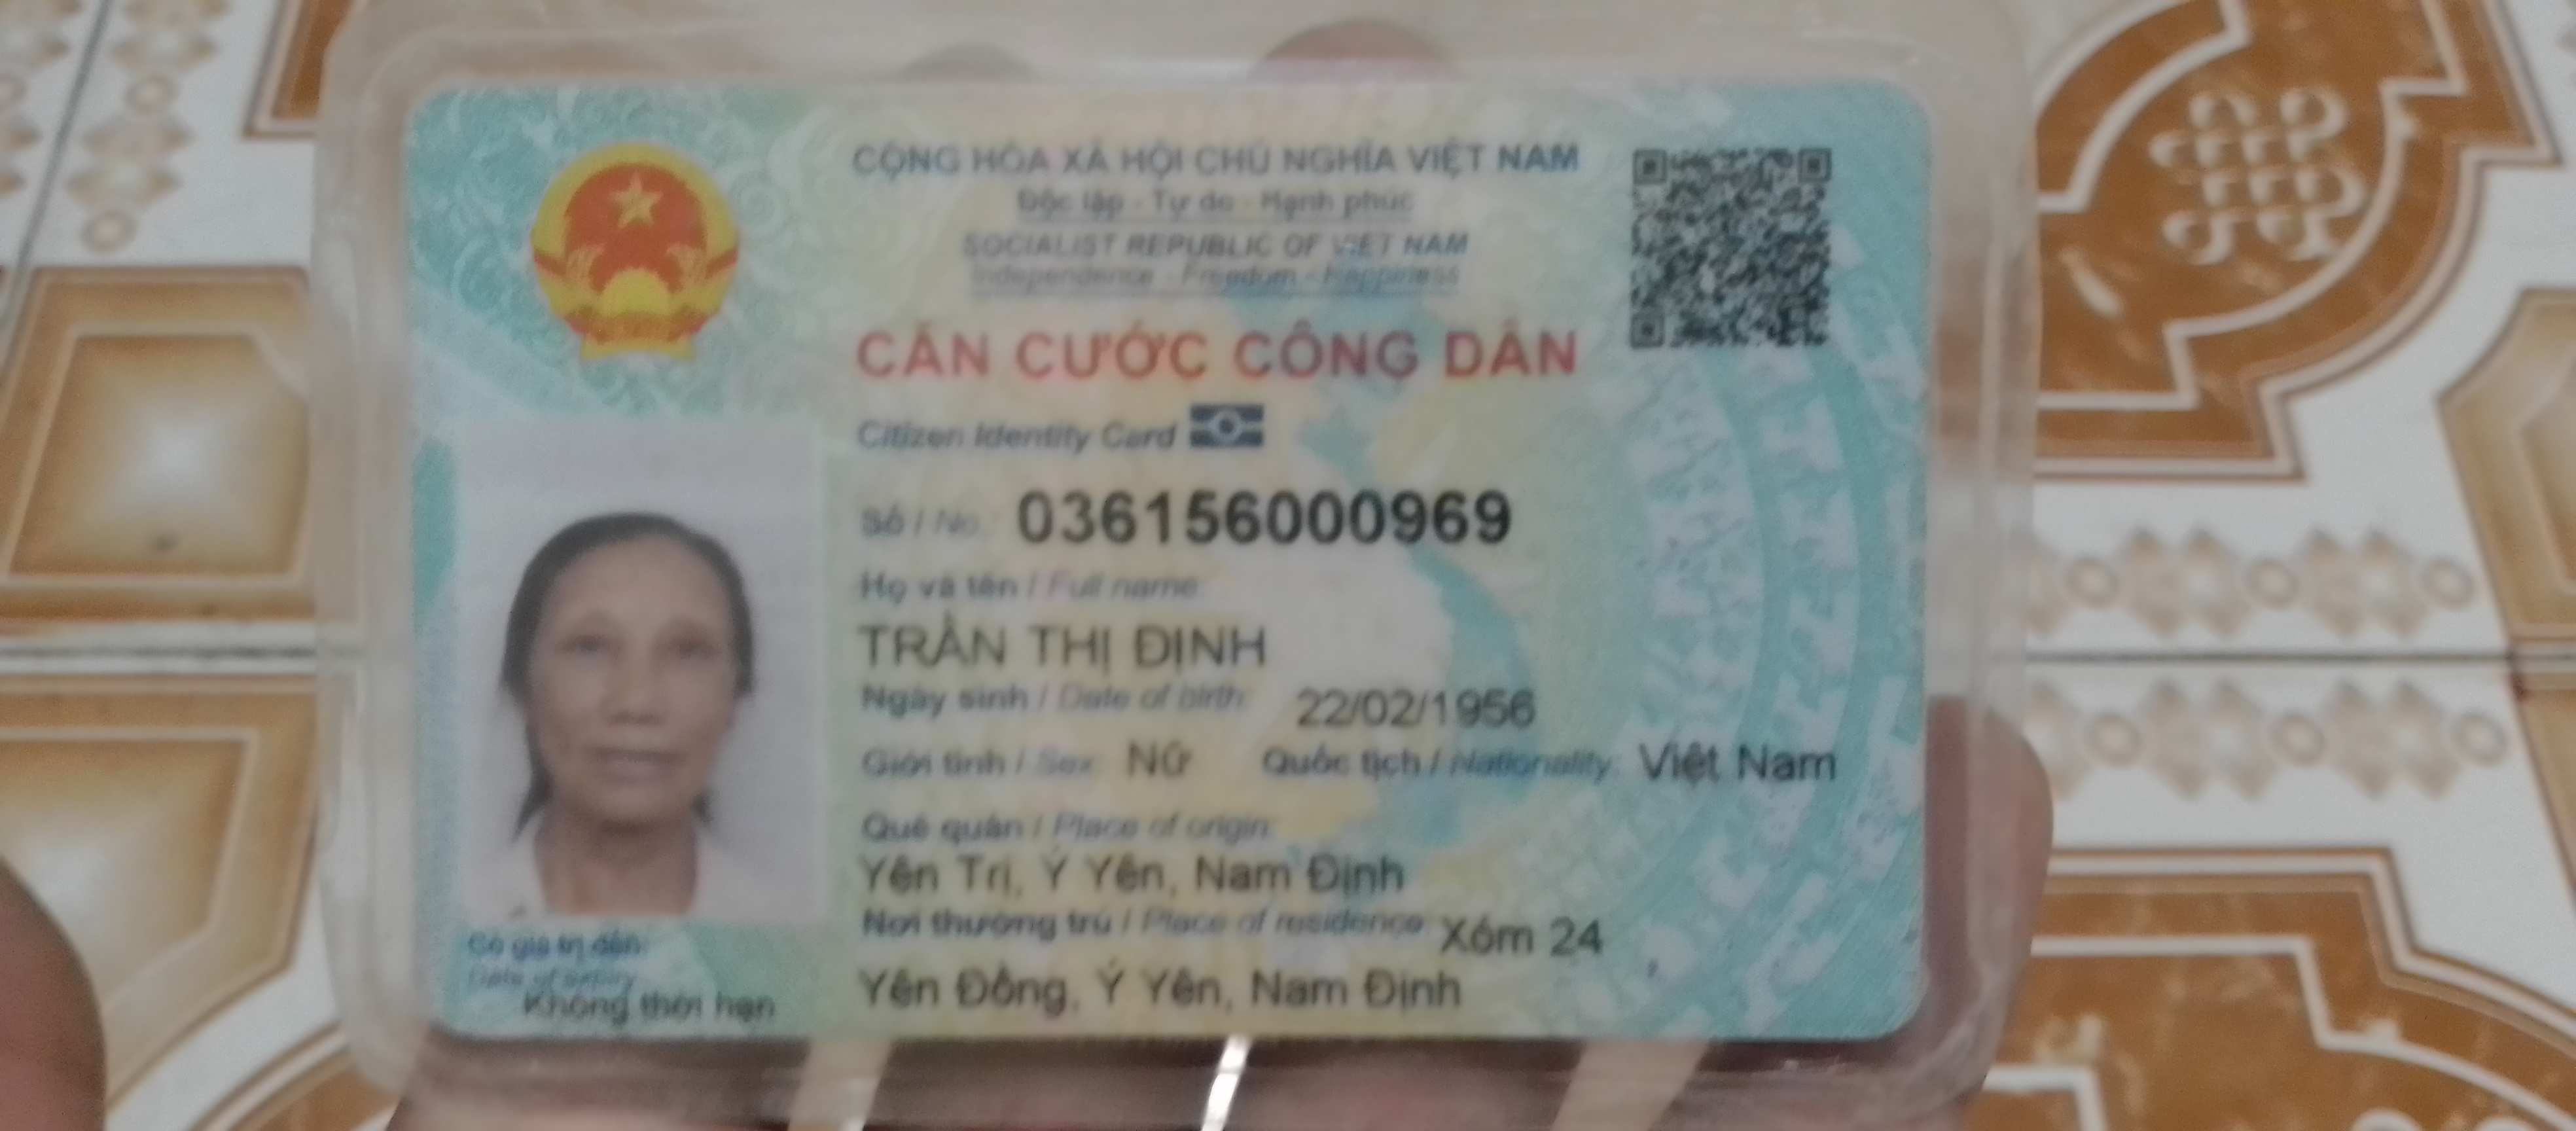 CỘNG HÒA XÃ HỘI CHỦ NGHĨA VIỆT NAM
Độc lập - Tự do - Hạnh phúc
SOCIALIST REPUBLIC OF VIET NAM
Independence - Freedom - Happiness
CĂN CƯỚC CÔNG DÂN
Citizen Identity Card
Số / No.: 036156000969
Họ và tên / Full name:
TRẦN THỊ ĐỊNH
Ngày sinh / Date of birth: 22/02/1956
Giới tính / Sex: Nữ Quốc tịch / Nationality: Việt Nam
Quê quán / Place of origin:
Yên Trị, Ý Yên, Nam Định
Nơi thường trú / Place of residence: Xóm 24
Yên Đồng, Ý Yên, Nam Định
Có giá trị đến:
Date of expiry
Không thời hạn